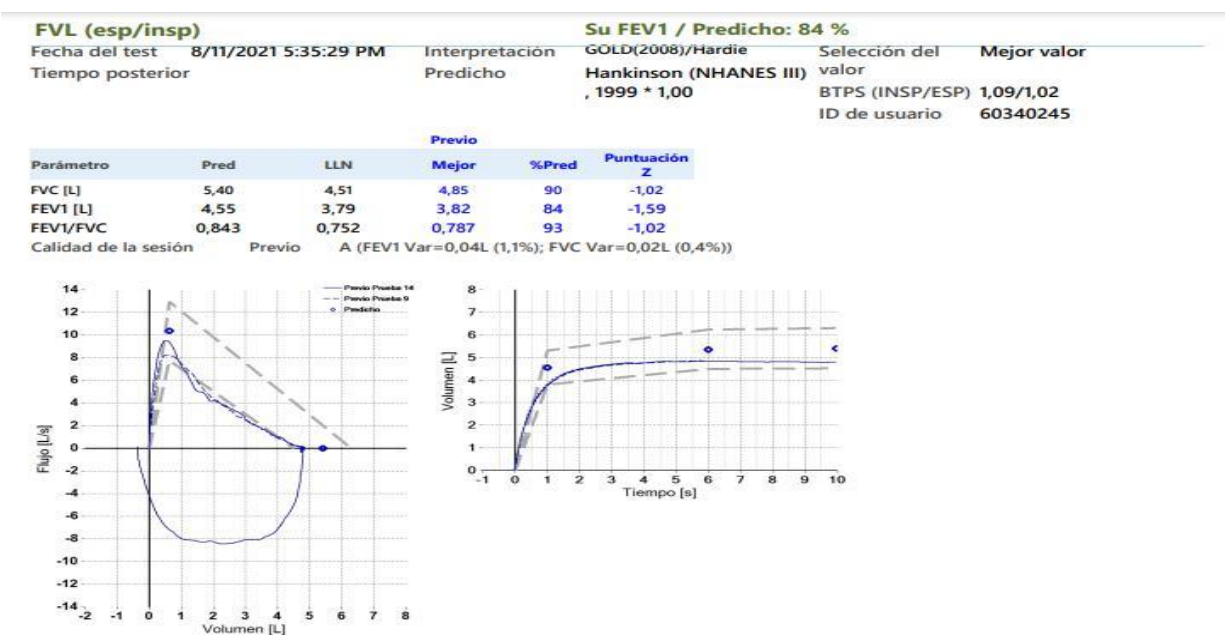 FVL (esp/insp) Su FEV1 / Predicho: 84 %
Fecha del test 8/11/2021 5:35:29 PM Interpretación GOLD(2008)/Hardie Selección del valor Mejor valor
Tiempo posterior Predicho Hankinson (NHANES III) , 1999 * 1,00
BTPS (INSP/ESP) 1,09/1,02
ID de usuario 60340245
Previo
Parámetro Pred LLN Mejor %Pred Puntuación Z
FVC [L] 5,40 4,51 4,85 90 -1,02
FEV1 [L] 4,55 3,79 3,82 84 -1,59
FEV1/FVC 0,843 0,752 0,787 93 -1,02
Calidad de la sesión Previo A (FEV1 Var=0,04L (1,1%); FVC Var=0,02L (0,4%))
Previo Prueba 14
Previo Prueba 9
Predicho
14
12
10
8
6
4
2
0
-2
-4
-6
-8
-10
-12
-14
Flujo [L/s]
-2 -1 0 1 2 3 4 5 6 7 8
Volumen [L]
8
7
6
5
4
3
2
1
0
Volumen [L]
-1 0 1 2 3 4 5 6 7 8 9 10
Tiempo [s]